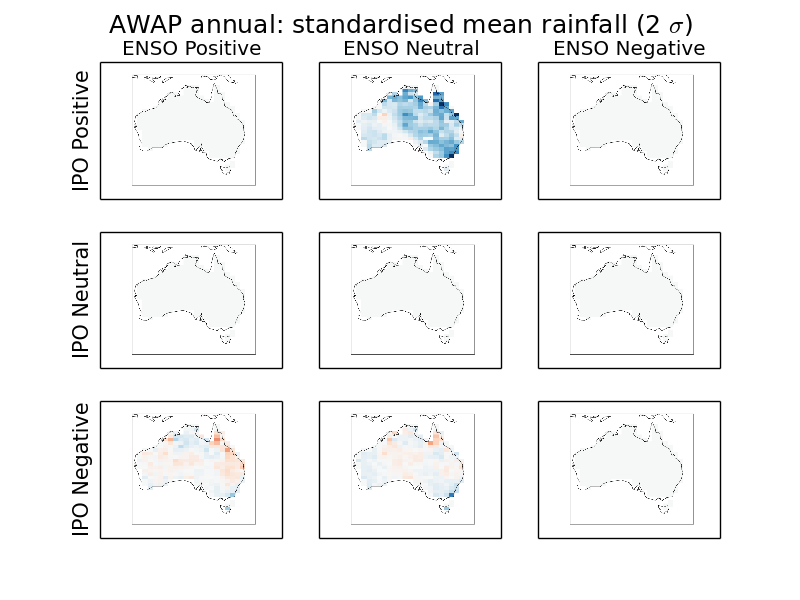 AWAP annual: standardised mean rainfall (2 σ)
ENSO Positive ENSO Neutral ENSO Negative
IPO Positive
IPO Neutral
IPO Negative